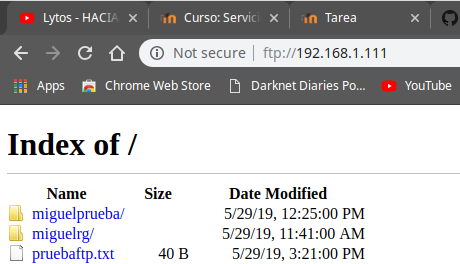 Lytos - HACIA
Curso: Servici
Tarea
Not secure | ftp://192.168.1.111
Apps Chrome Web Store Darknet Diaries Po... YouTube
Index of /
Name Size Date Modified
miguelprueba/ 5/29/19, 12:25:00 PM
miguelrg/ 5/29/19, 11:41:00 AM
pruebaftp.txt 40 B 5/29/19, 3:21:00 PM